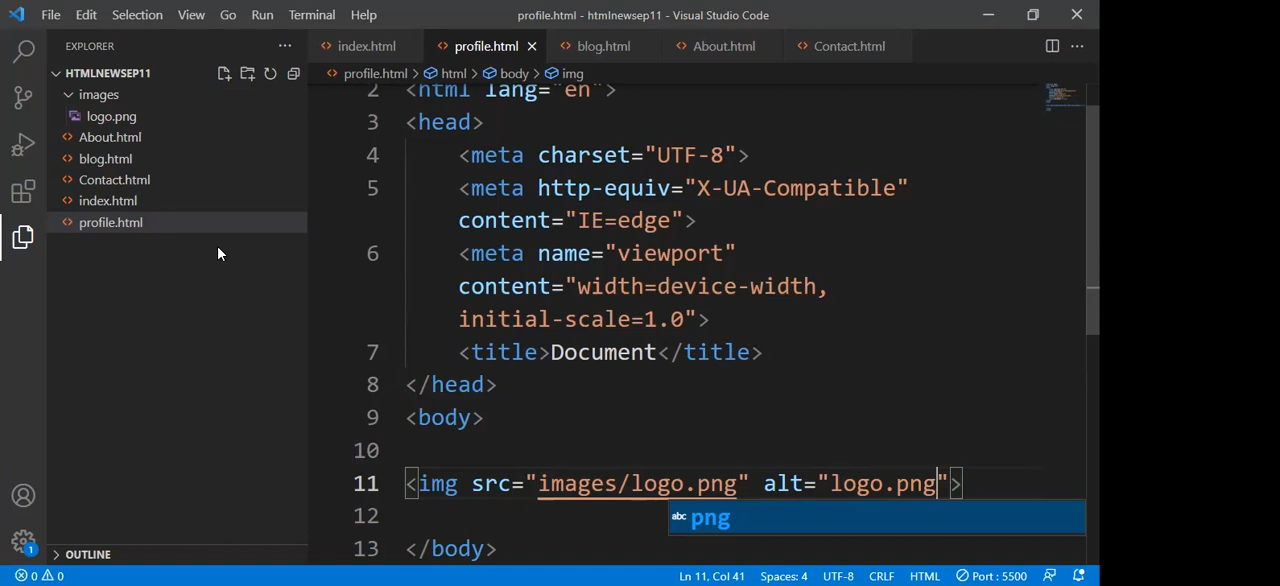 File Edit Selection View Go Run Terminal Help profile.html - htmlnewsep11 - Visual Studio Code
EXPLORER
index.html profile.html blog.html About.html Contact.html
HTMLNEWSEP11
profile.html > html > body > img
images
logo.png
About.html
blog.html
Contact.html
index.html
profile.html
2 <html lang="en">
3 <head>
4 <meta charset="UTF-8">
5 <meta http-equiv="X-UA-Compatible"
content="IE=edge">
6 <meta name="viewport"
content="width=device-width,
initial-scale=1.0">
7 <title>Document</title>
8 </head>
9 <body>
10
11 <img src="images/logo.png" alt="logo.png">
abc png
12
13 </body>
OUTLINE
1
0 0 Ln 11, Col 41 Spaces: 4 UTF-8 CRLF HTML Port : 5500